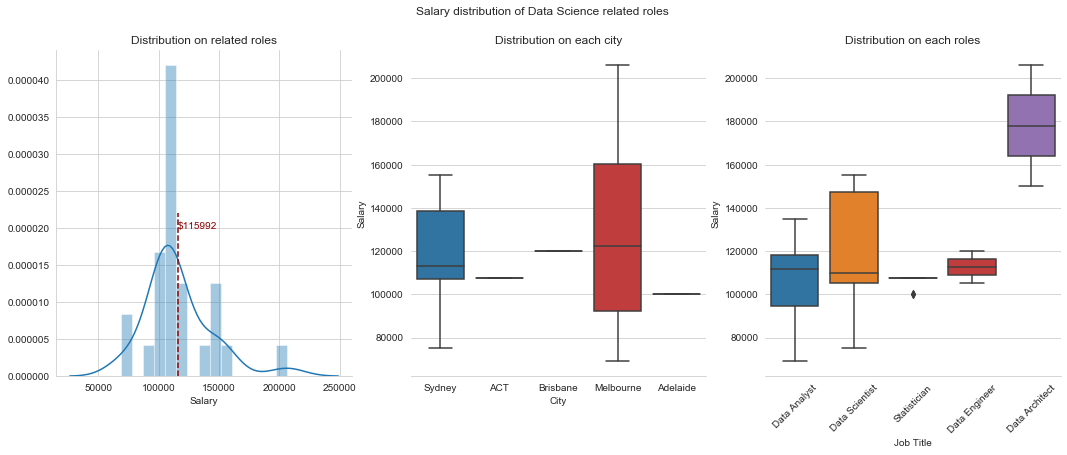 Salary distribution of Data Science related roles
Distribution on related roles
0.000040
0.000035
0.000030
0.000025
0.000020
0.000015
0.000010
0.000005
0.000000
$115992
50000 100000 150000 200000 250000
Salary
Distribution on each city
200000
180000
160000
140000
120000
100000
80000
Salary
Sydney ACT Brisbane Melbourne Adelaide
City
Distribution on each roles
200000
180000
160000
140000
120000
100000
80000
Salary
Data Analyst
Data Scientist
Statistician
Data Engineer
Data Architect
Job Title